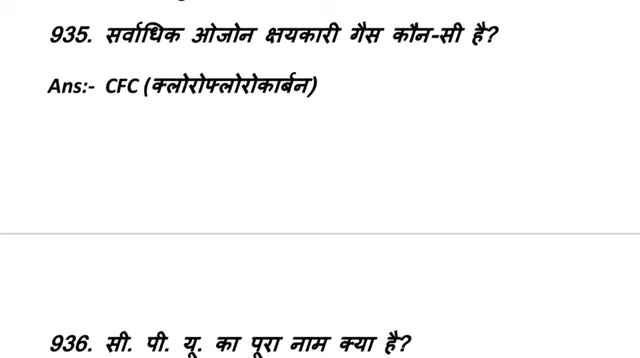 935. सर्वाधिक ओजोन क्षयकारी गैस कौन-सी है?
Ans:- CFC (क्लोरोफ्लोरोकार्बन)
936. सी. पी. यू. का पूरा नाम क्या है?